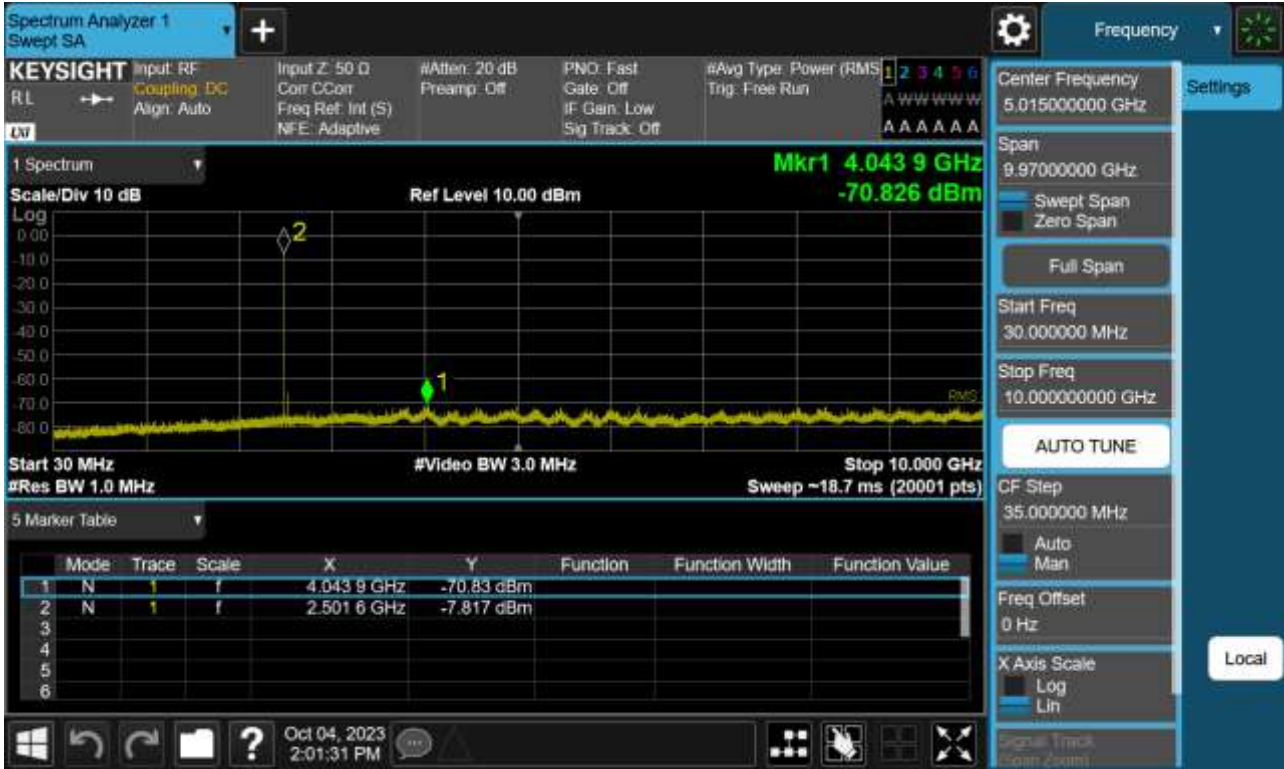 Spectrum Analyzer 1
Swept SA
Frequency
KEYSIGHT
RL
LXI
Input: RF
Coupling: DC
Align: Auto
Input Z: 50 Ω
Corr CCorr
Freq Ref: Int (S)
NFE: Adaptive
#Atten: 20 dB
Preamp: Off
PNO: Fast
Gate: Off
IF Gain: Low
Sig Track: Off
#Avg Type: Power (RMS
Trig: Free Run
1 2 3 4 5 6
A W W W W W
A A A A A A
1 Spectrum
Mkr1 4.043 9 GHz
Scale/Div 10 dB
Ref Level 10.00 dBm
-70.826 dBm
Log
0.00
-10.0
-20.0
-30.0
-40.0
-50.0
-60.0
-70.0
-80.0
2
1
RMS
Start 30 MHz
#Video BW 3.0 MHz
Stop 10.000 GHz
#Res BW 1.0 MHz
Sweep ~18.7 ms (20001 pts)
5 Marker Table
Mode Trace Scale X Y Function Function Width Function Value
1 N 1 f 4.043 9 GHz -70.83 dBm
2 N 1 f 2.501 6 GHz -7.817 dBm
3
4
5
6
Oct 04, 2023
2:01:31 PM
Center Frequency
5.015000000 GHz
Settings
Span
9.97000000 GHz
Swept Span
Zero Span
Full Span
Start Freq
30.000000 MHz
Stop Freq
10.000000000 GHz
AUTO TUNE
CF Step
35.000000 MHz
Auto
Man
Freq Offset
0 Hz
X Axis Scale
Log
Lin
Local
Signal Track
(Span Zoom)